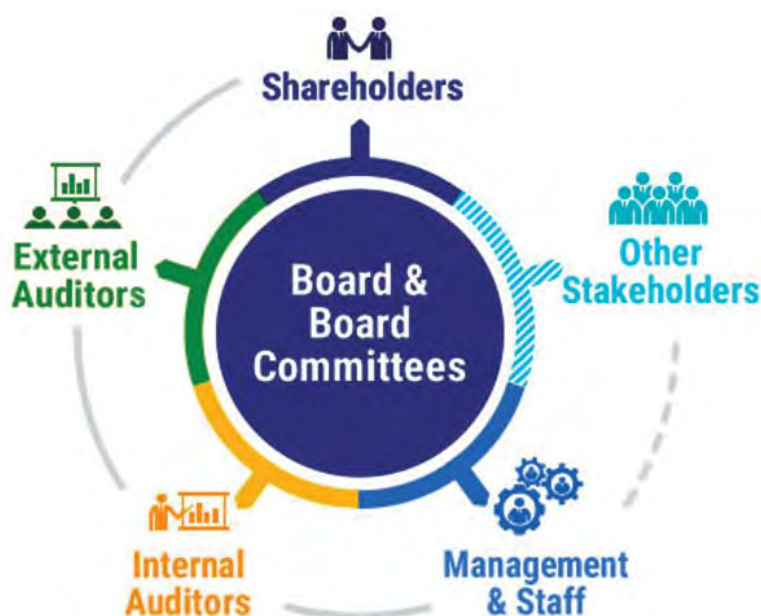 Shareholders
External
Auditors
Other
Stakeholders
Board &
Board
Committees
Internal
Auditors
Management
& Staff